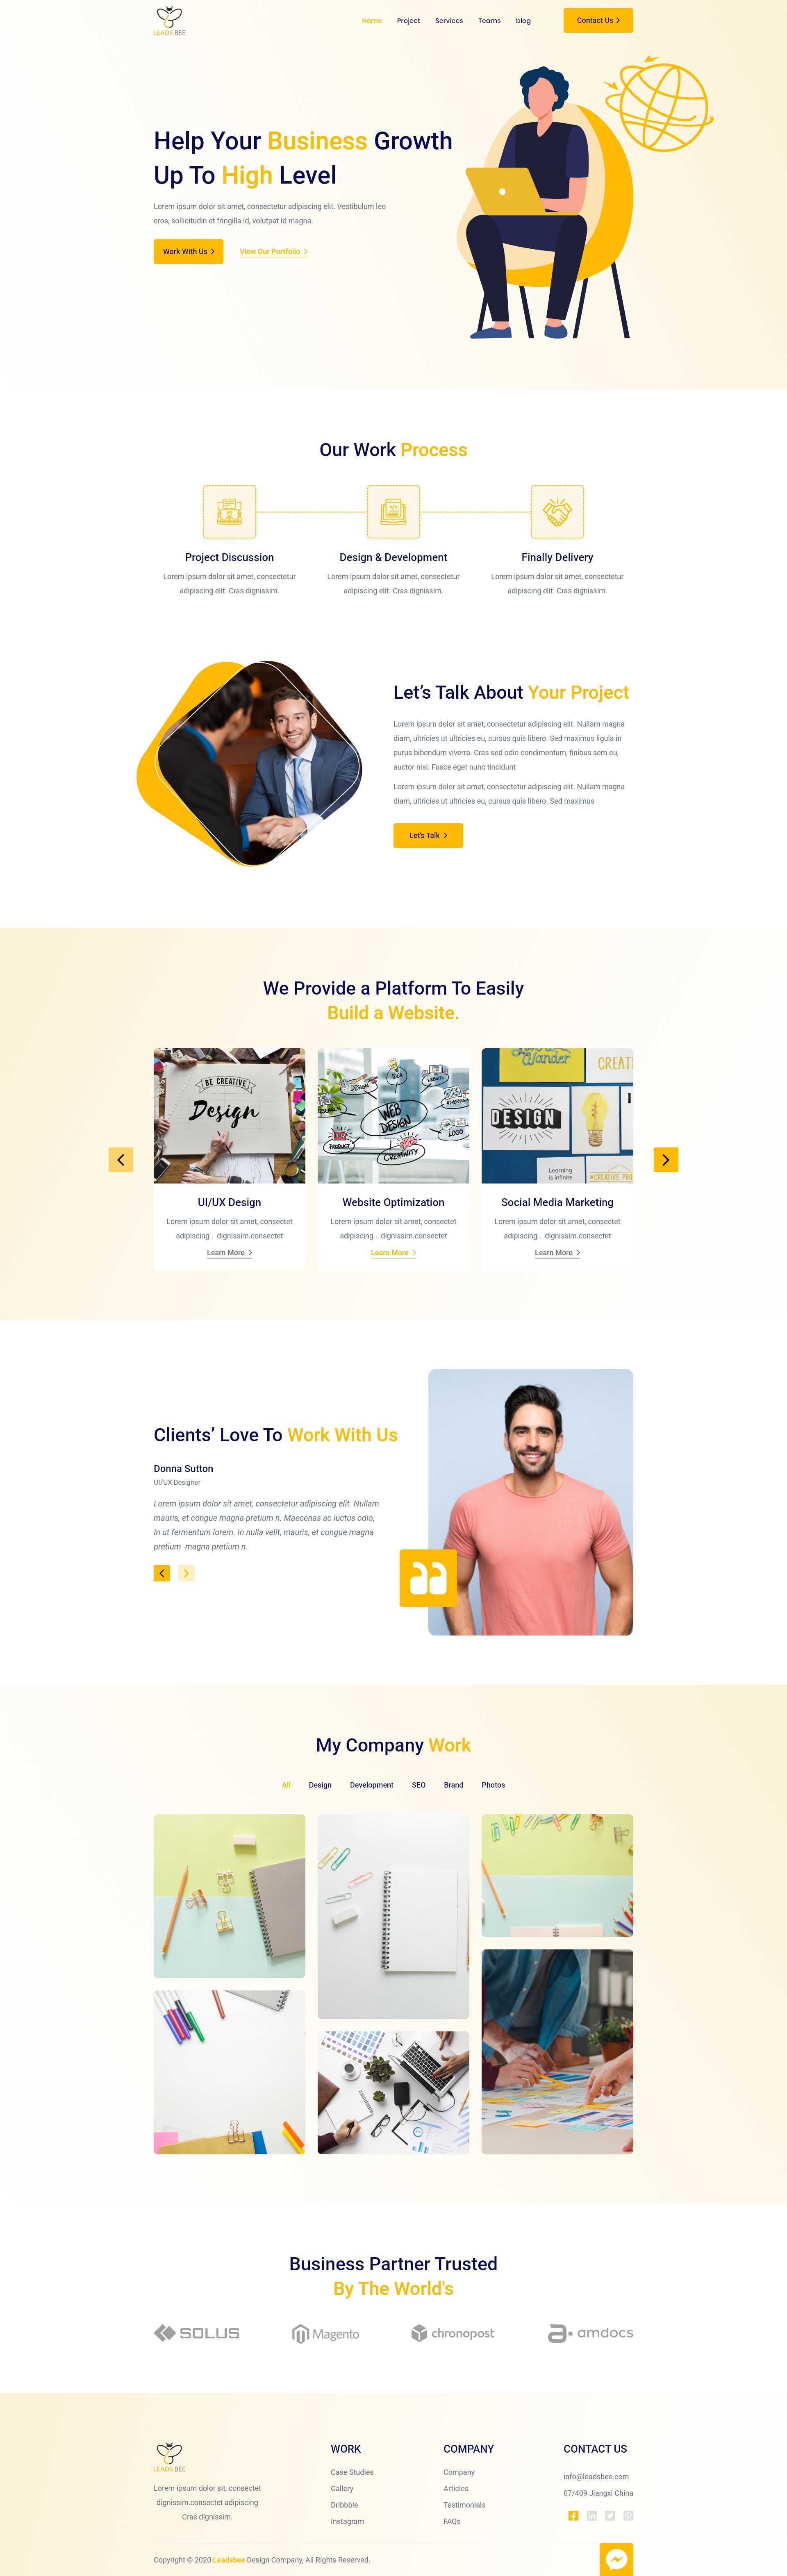 LEADS BEE
Home Project Services Teams blog Contact Us
Help Your Business Growth
Up To High Level
Lorem ipsum dolor sit amet, consectetur adipiscing elit. Vestibulum leo
eros, sollicitudin et fringilla id, volutpat id magna.
Work With Us View Our Portfolio
Our Work Process
Project Discussion
Lorem ipsum dolor sit amet, consectetur
adipiscing elit. Cras dignissim.
Design & Development
Lorem ipsum dolor sit amet, consectetur
adipiscing elit. Cras dignissim.
Finally Delivery
Lorem ipsum dolor sit amet, consectetur
adipiscing elit. Cras dignissim.
Let’s Talk About Your Project
Lorem ipsum dolor sit amet, consectetur adipiscing elit. Nullam magna
diam, ultricies ut ultricies eu, cursus quis libero. Sed maximus ligula in
purus bibendum viverra. Cras sed odio condimentum, finibus sem eu,
auctor nisi. Fusce eget nunc tincidunt
Lorem ipsum dolor sit amet, consectetur adipiscing elit. Nullam magna
diam, ultricies ut ultricies eu, cursus quis libero. Sed maximus
Let's Talk
We Provide a Platform To Easily
Build a Website.
BE CREATIVE
Design
UI/UX Design
Lorem ipsum dolor sit amet, consectet
adipiscing . dignissim.consectet
Learn More
IDEA
WEBSITE
DESIGN
WEB
DESIGN
LOGO
PRODUCT
CREATIVITY
Website Optimization
Lorem ipsum dolor sit amet, consectet
adipiscing . dignissim.consectet
Learn More
Wander
CREATI
DESIGN
Learning
is infinite.
#CREATIVE PRO
Social Media Marketing
Lorem ipsum dolor sit amet, consectet
adipiscing . dignissim.consectet
Learn More
Clients’ Love To Work With Us
Donna Sutton
UI/UX Designer
Lorem ipsum dolor sit amet, consectetur adipiscing elit. Nullam
mauris, et congue magna pretium n. Maecenas ac luctus odio,
In ut fermentum lorem. In nulla velit, mauris, et congue magna
pretium magna pretium n.
My Company Work
All Design Development SEO Brand Photos
Business Partner Trusted
By The World's
SOLUS Magento chronopost amdocs
LEADS BEE
Lorem ipsum dolor sit, consectet
dignissim.consectet adipiscing
Cras dignissim.
WORK
Case Studies
Gallery
Dribbble
Instagram
COMPANY
Company
Articles
Testimonials
FAQs
CONTACT US
info@leadsbee.com
07/409 Jiangxi China
Copyright © 2020 Leadsbee Design Company, All Rights Reserved.